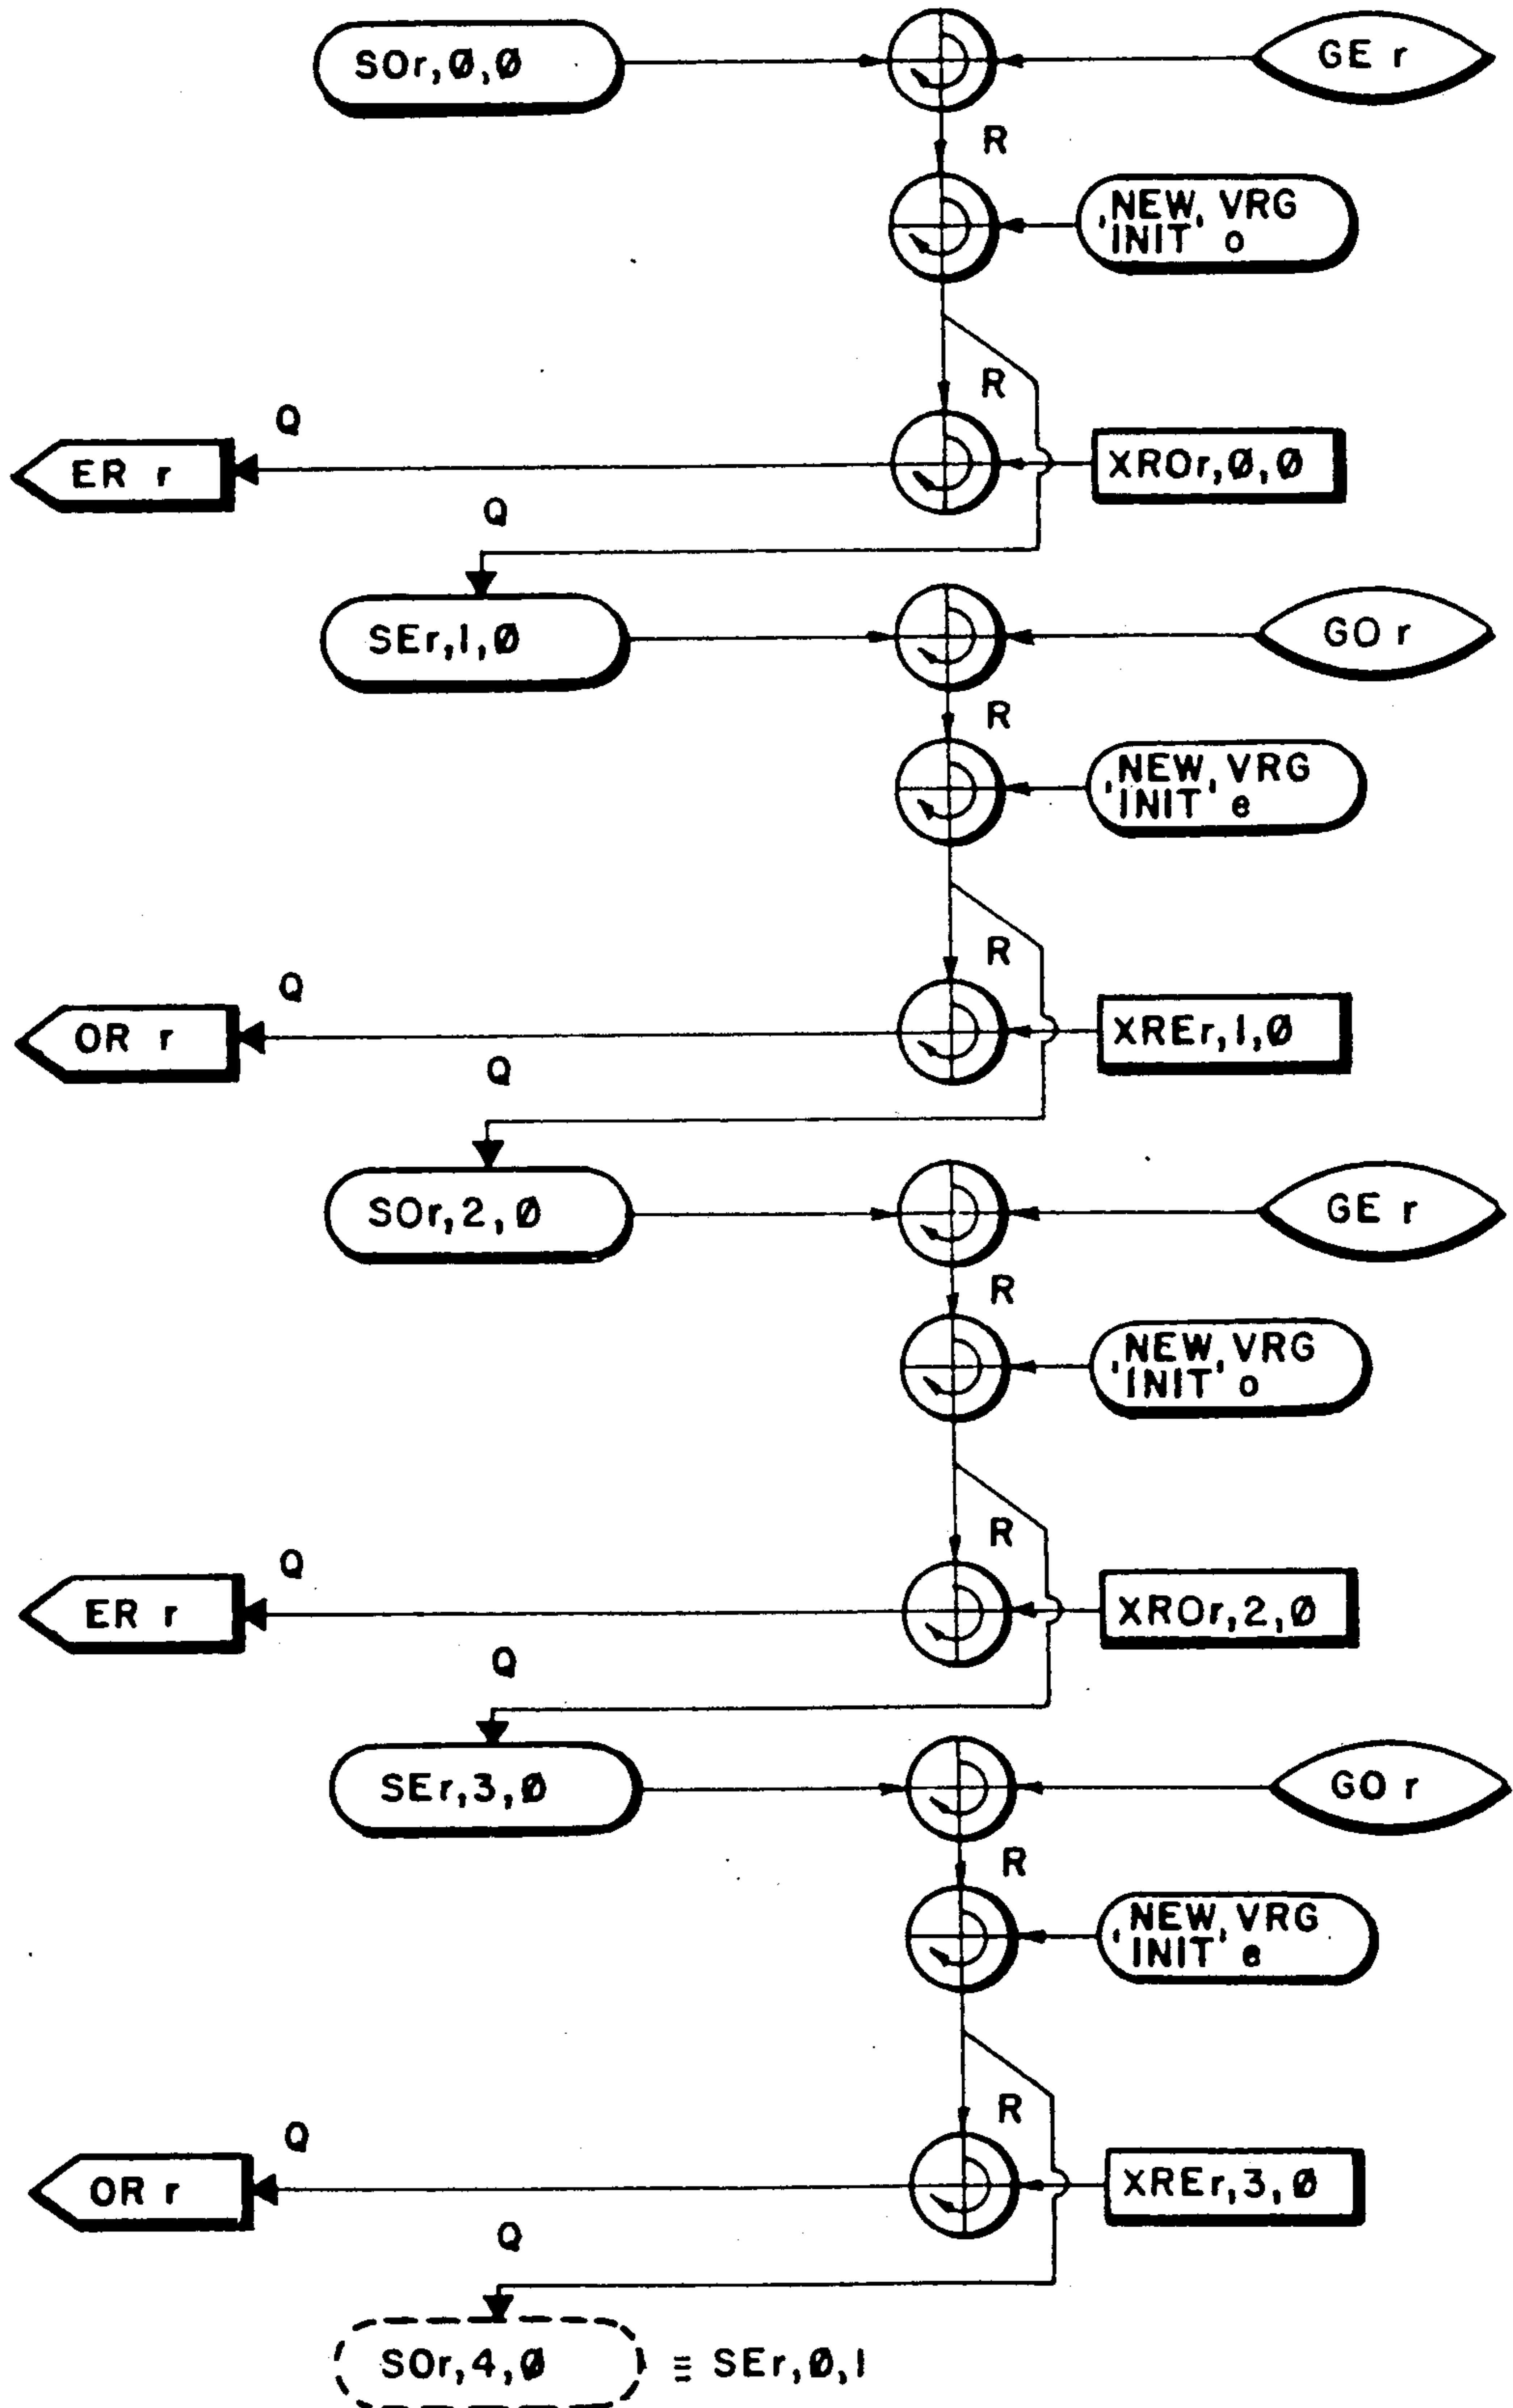 SOr,Ø,Ø
GE r
R
'NEW, VRG
'INIT' o
R
Q
ER r
XROr,Ø,Ø
Q
SEr,1,Ø
GO r
R
'NEW, VRG
'INIT' e
R
Q
OR r
XREr,1,Ø
Q
SOr,2,Ø
GE r
R
'NEW, VRG
'INIT' o
R
Q
ER r
XROr,2,Ø
Q
SEr,3,Ø
GO r
R
'NEW, VRG
'INIT' e
R
Q
OR r
XREr,3,Ø
Q
SOr,4,Ø ≡ SEr,Ø,1